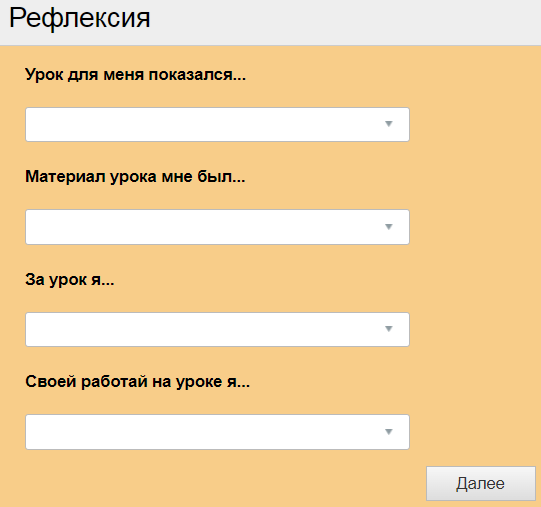 Рефлексия
Урок для меня показался...
Материал урока мне был...
За урок я...
Своей работай на уроке я...
Далее